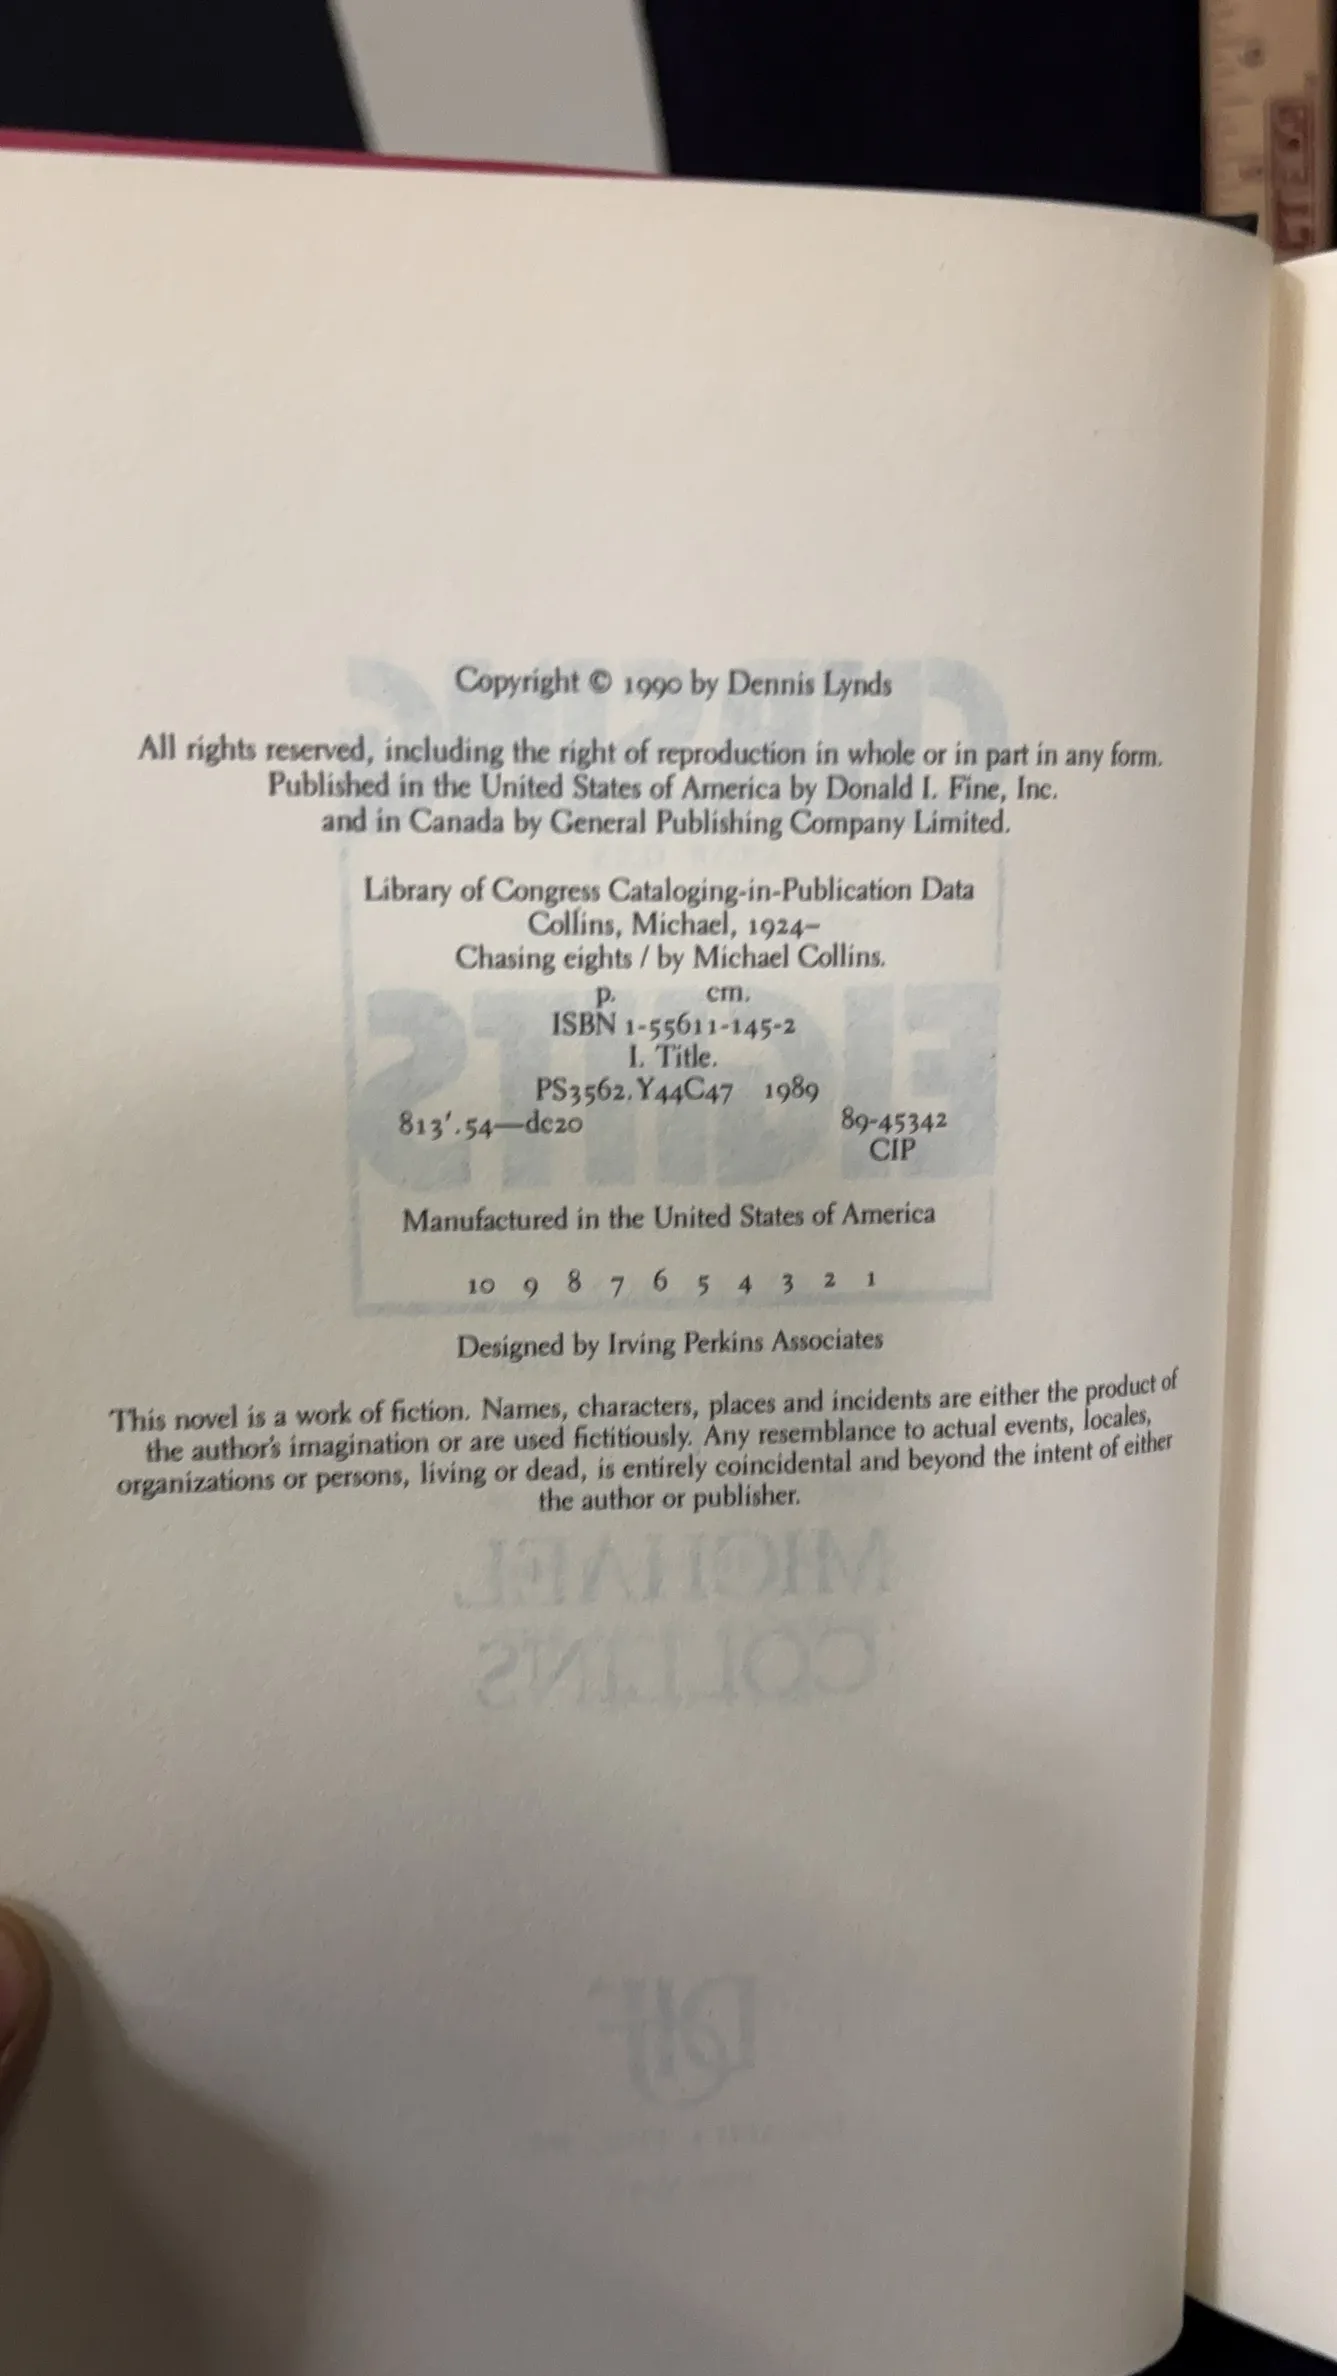 Copyright © 1990 by Dennis Lynds
All rights reserved, including the right of reproduction in whole or in part in any form.
Published in the United States of America by Donald I. Fine, Inc.
and in Canada by General Publishing Company Limited.
Library of Congress Cataloging-in-Publication Data
Collins, Michael, 1924–
Chasing eights / by Michael Collins.
p. cm.
ISBN 1-55611-145-2
I. Title.
PS3562.Y44C47 1989
813'.54—dc20 89-45342
CIP
Manufactured in the United States of America
10 9 8 7 6 5 4 3 2 1
Designed by Irving Perkins Associates
This novel is a work of fiction. Names, characters, places and incidents are either the product of
the author's imagination or are used fictitiously. Any resemblance to actual events, locales,
organizations or persons, living or dead, is entirely coincidental and beyond the intent of either
the author or publisher.
EIGHTS
MICHAEL
COLLINS